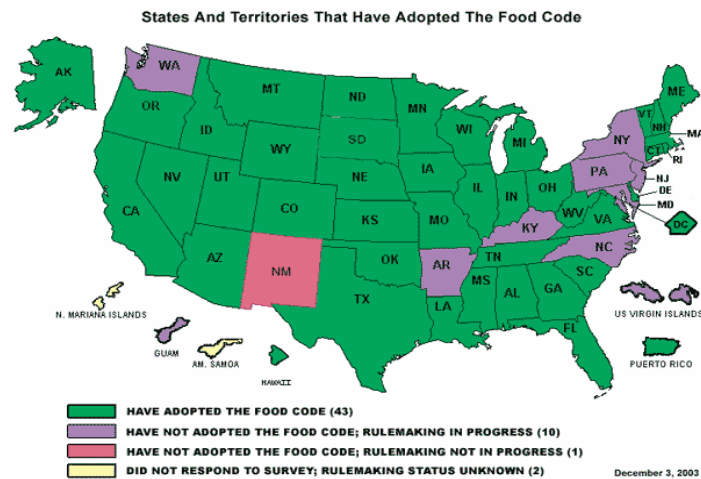 States And Territories That Have Adopted The Food Code
AK
WA
MT
ND
MN
ME
VT
NH
MA
OR
ID
SD
WI
MI
NY
CT
RI
WY
IA
PA
NJ
NV
UT
NE
IL
IN
OH
DE
MD
CA
CO
KS
MO
WV
VA
DC
KY
AZ
NM
OK
AR
TN
NC
TX
MS
AL
GA
SC
LA
FL
N. MARIANA ISLANDS
GUAM
AM. SAMOA
HAWAII
US VIRGIN ISLANDS
PUERTO RICO
HAVE ADOPTED THE FOOD CODE (43)
HAVE NOT ADOPTED THE FOOD CODE; RULEMAKING IN PROGRESS (10)
HAVE NOT ADOPTED THE FOOD CODE; RULEMAKING NOT IN PROGRESS (1)
DID NOT RESPOND TO SURVEY; RULEMAKING STATUS UNKNOWN (2)
December 3, 2003